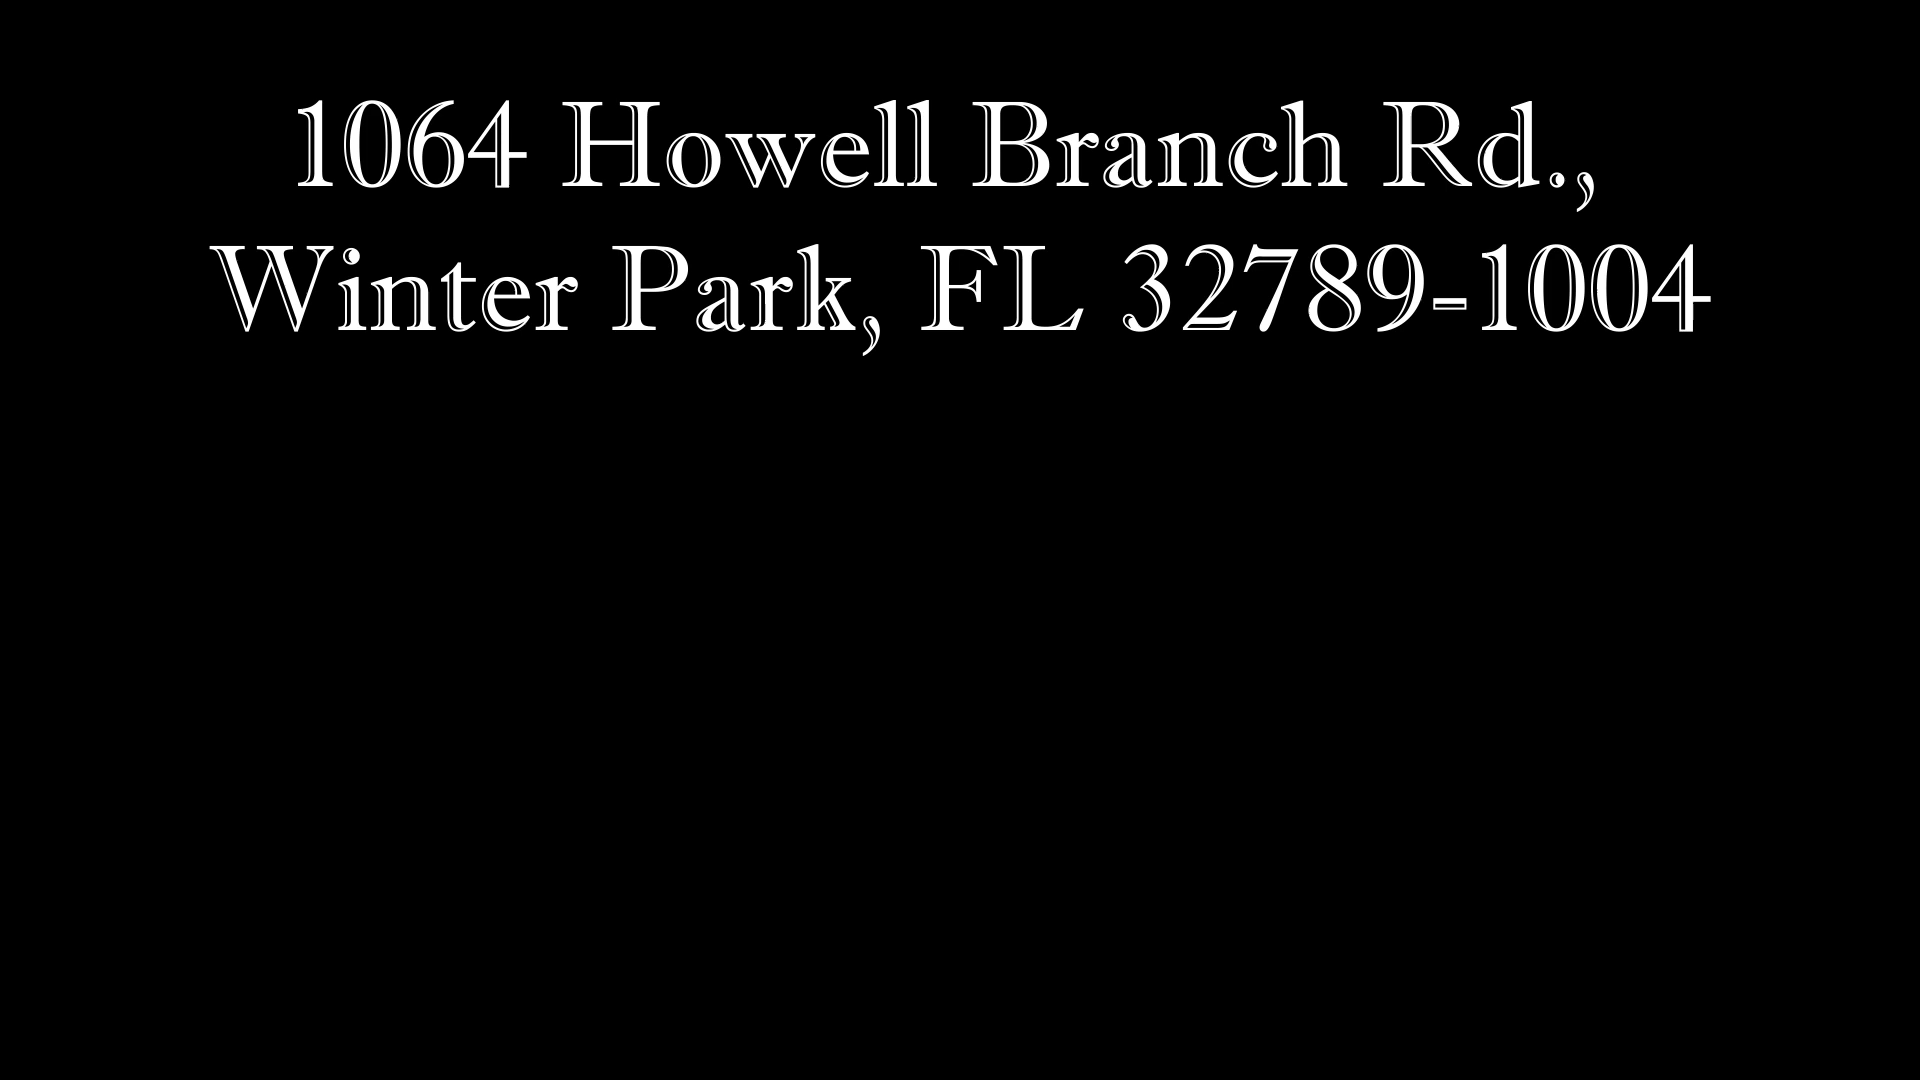 1064 Howell Branch Rd.,
Winter Park, FL 32789-1004